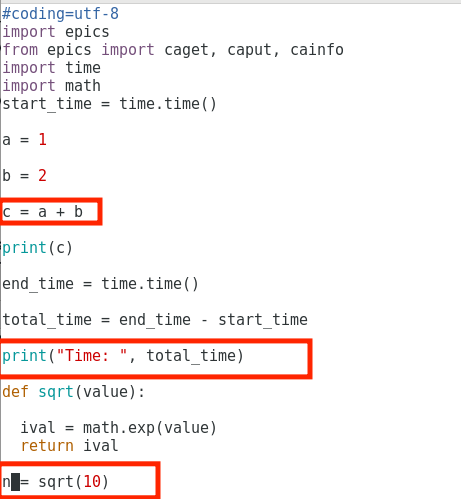 #coding=utf-8
import epics
from epics import caget, caput, cainfo
import time
import math
start_time = time.time()
a = 1
b = 2
c = a + b
print(c)
end_time = time.time()
total_time = end_time - start_time
print("Time: ", total_time)
def sqrt(value):
  ival = math.exp(value)
  return ival
n = sqrt(10)